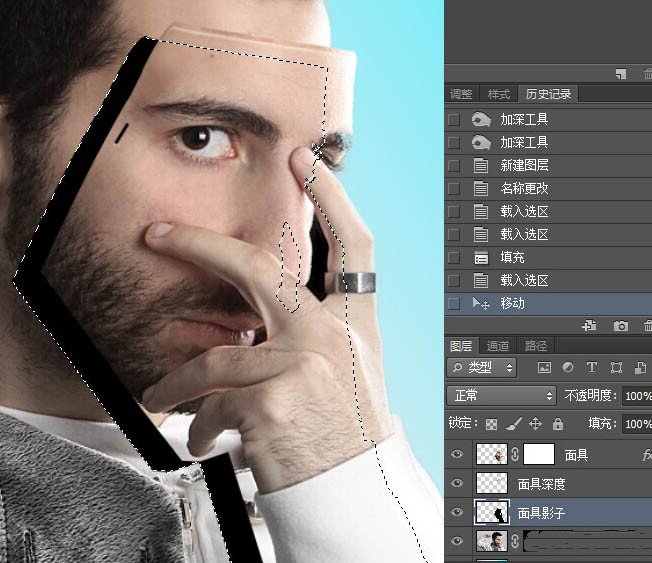 调整 样式 历史记录
加深工具
加深工具
新建图层
名称更改
载入选区
载入选区
填充
载入选区
移动
图层 通道 路径
类型
正常 不透明度: 100%
锁定: 填充: 100%
面具 fx
面具深度
面具影子